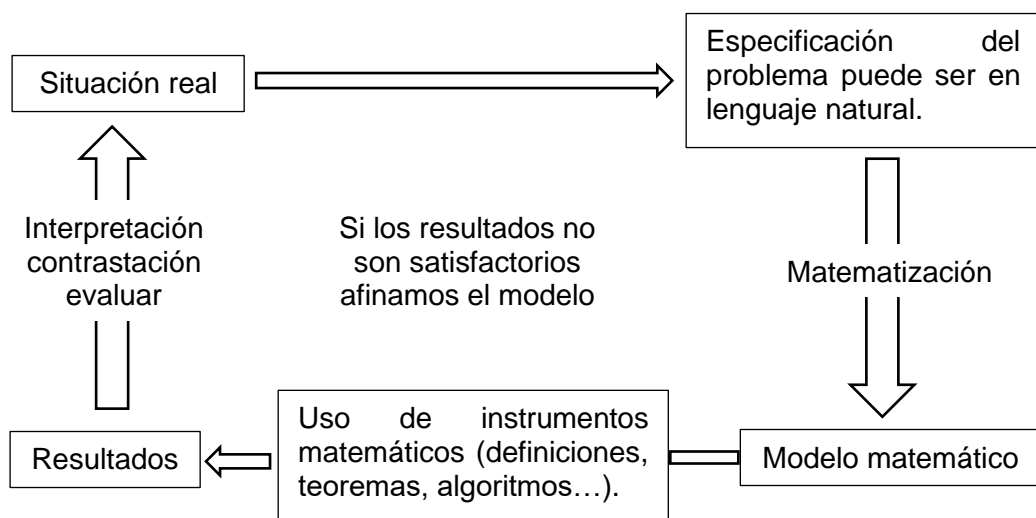 Situación real
Especificación del
problema puede ser en
lenguaje natural.
Interpretación
contrastación
evaluar
Si los resultados no
son satisfactorios
afinamos el modelo
Matematización
Resultados
Uso de instrumentos
matemáticos (definiciones,
teoremas, algoritmos…).
Modelo matemático